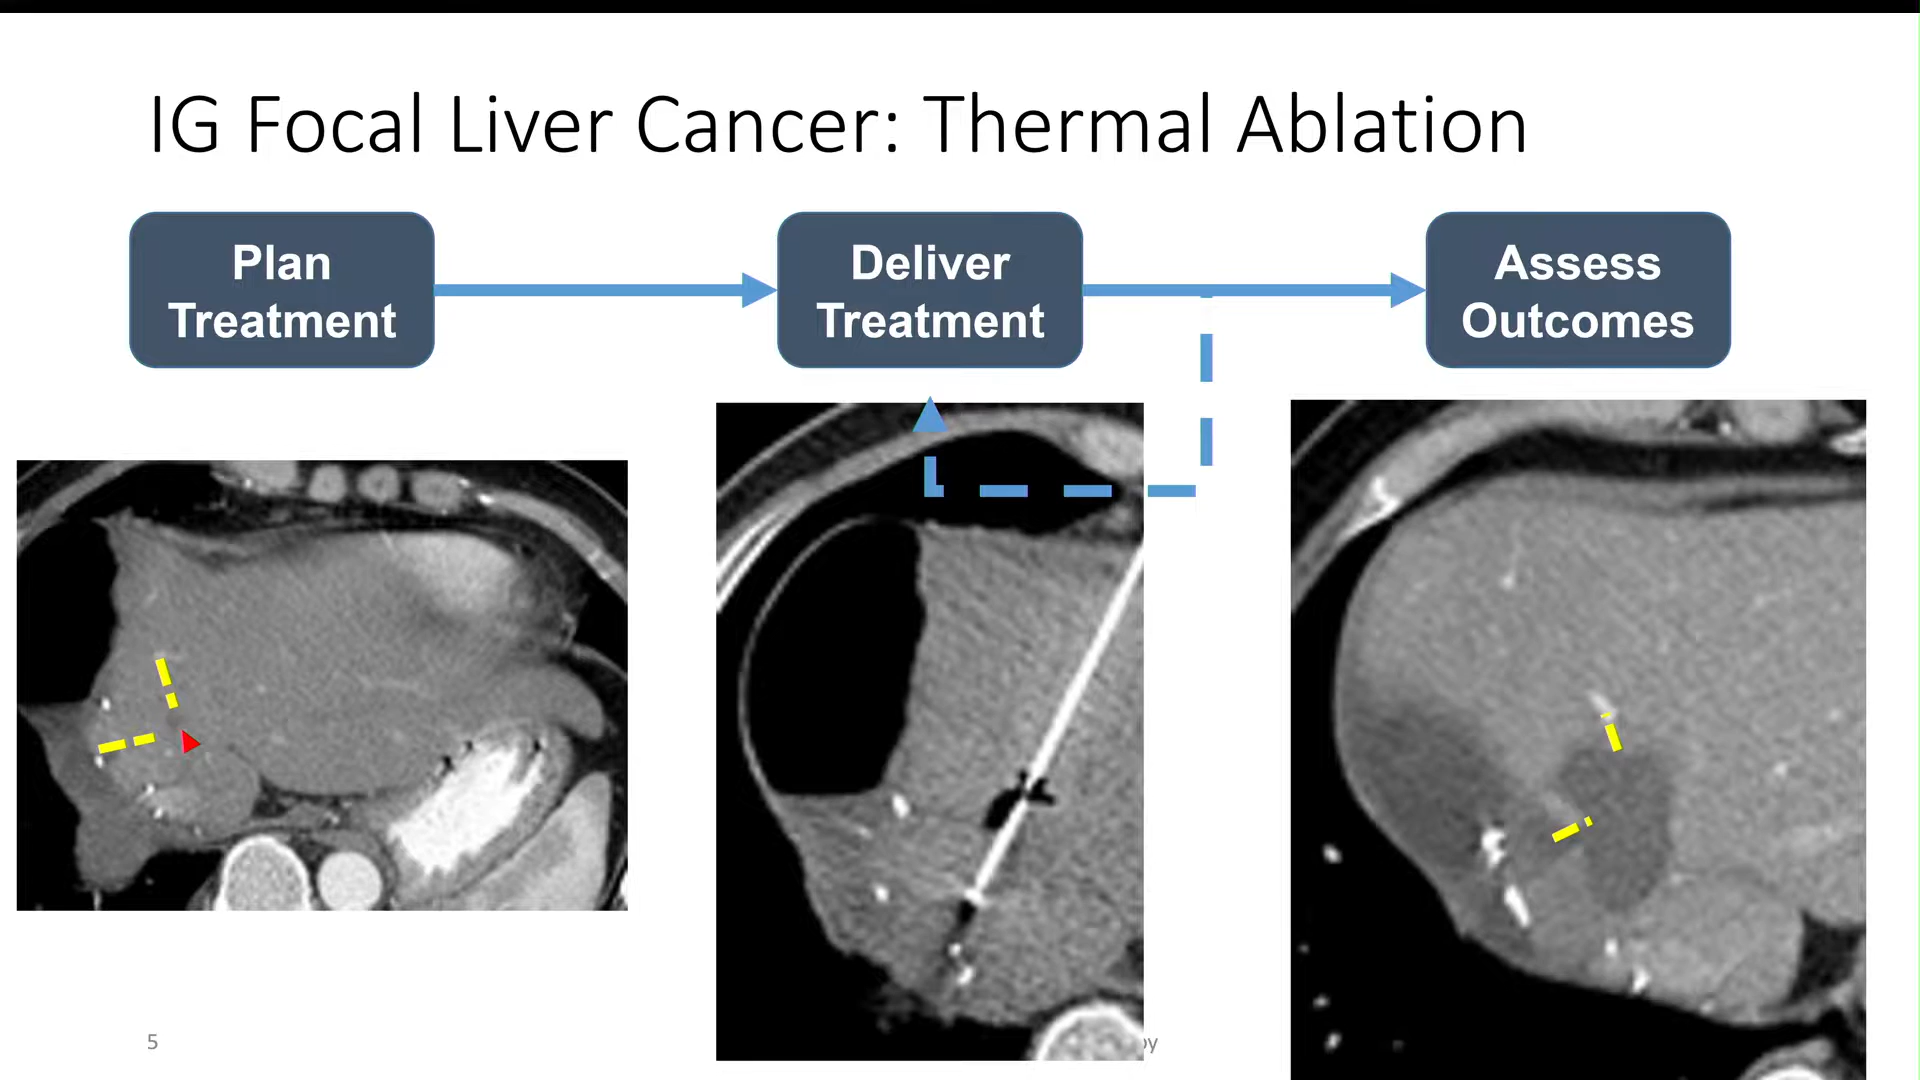 IG Focal Liver Cancer: Thermal Ablation
Plan
Treatment
Deliver
Treatment
Assess
Outcomes
5